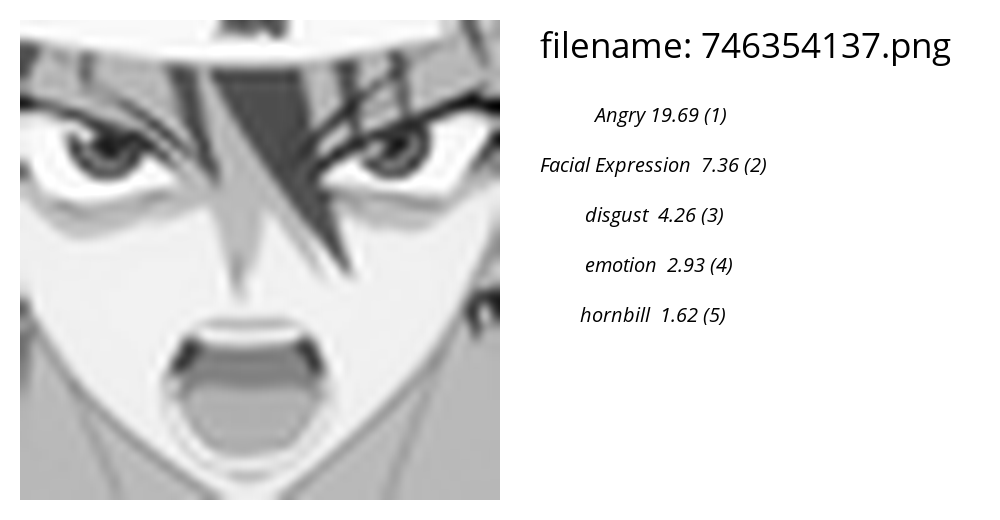 filename: 746354137.png
Angry 19.69 (1)
Facial Expression 7.36 (2)
disgust 4.26 (3)
emotion 2.93 (4)
hornbill 1.62 (5)